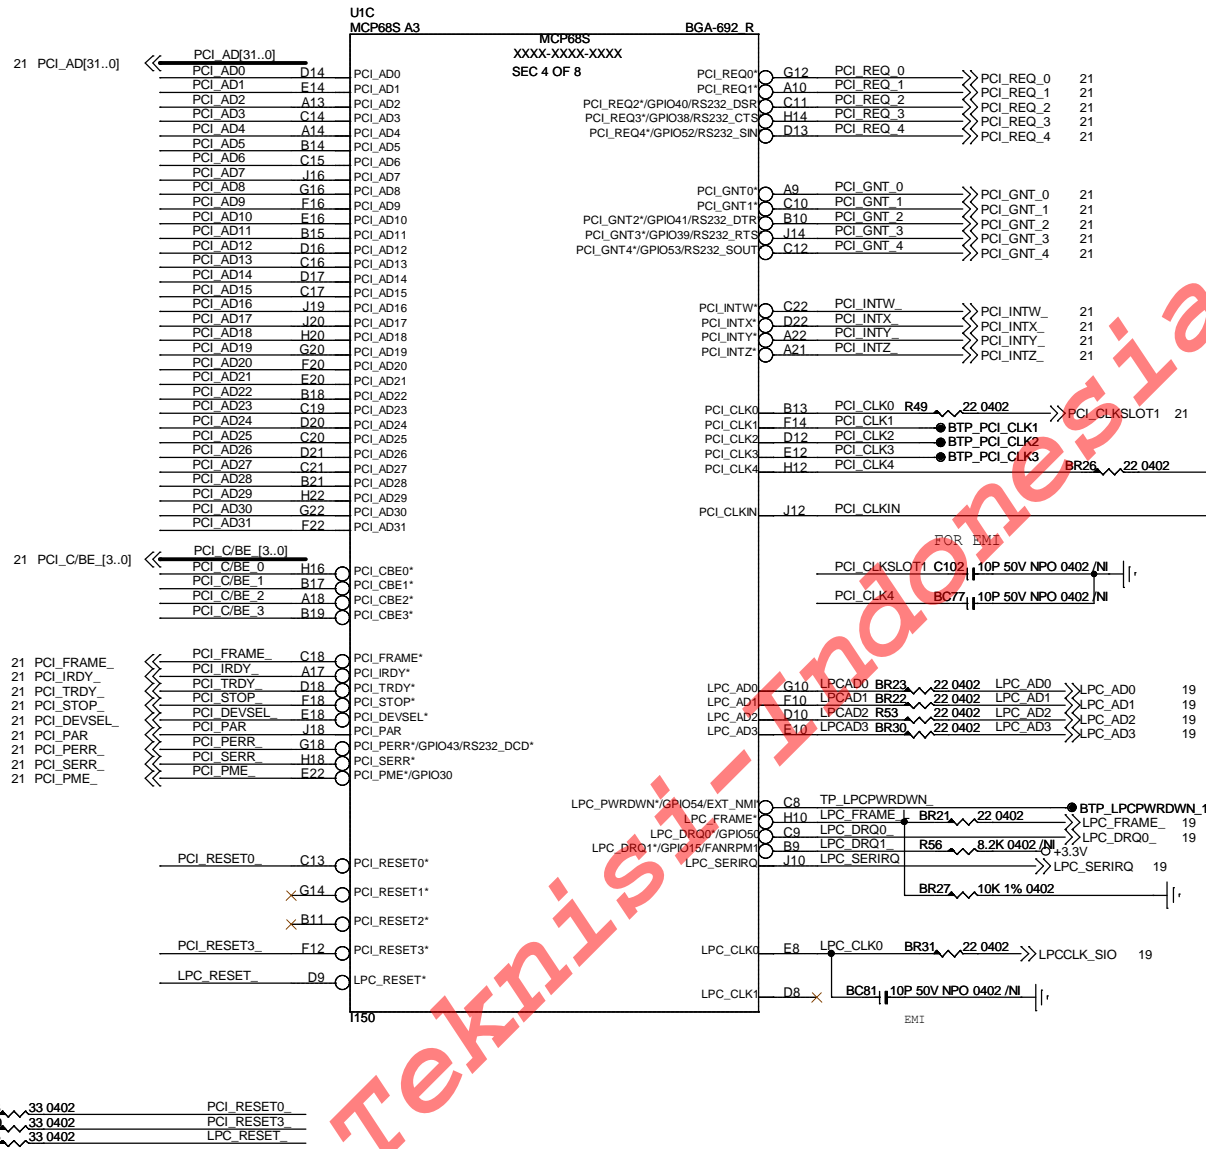 U1C
MCP68S A3
BGA-692_R
MCP68S
XXXX-XXXX-XXXX
SEC 4 OF 8
21 PCI_AD[31..0]
PCI_AD[31..0]
PCI_AD0 D14 PCI_AD0
PCI_AD1 E14 PCI_AD1
PCI_AD2 A13 PCI_AD2
PCI_AD3 C14 PCI_AD3
PCI_AD4 A14 PCI_AD4
PCI_AD5 B14 PCI_AD5
PCI_AD6 C15 PCI_AD6
PCI_AD7 J16 PCI_AD7
PCI_AD8 G16 PCI_AD8
PCI_AD9 F16 PCI_AD9
PCI_AD10 E16 PCI_AD10
PCI_AD11 B15 PCI_AD11
PCI_AD12 D16 PCI_AD12
PCI_AD13 C16 PCI_AD13
PCI_AD14 D17 PCI_AD14
PCI_AD15 C17 PCI_AD15
PCI_AD16 J19 PCI_AD16
PCI_AD17 J20 PCI_AD17
PCI_AD18 H20 PCI_AD18
PCI_AD19 G20 PCI_AD19
PCI_AD20 F20 PCI_AD20
PCI_AD21 E20 PCI_AD21
PCI_AD22 B18 PCI_AD22
PCI_AD23 C19 PCI_AD23
PCI_AD24 D20 PCI_AD24
PCI_AD25 C20 PCI_AD25
PCI_AD26 D21 PCI_AD26
PCI_AD27 C21 PCI_AD27
PCI_AD28 B21 PCI_AD28
PCI_AD29 H22 PCI_AD29
PCI_AD30 G22 PCI_AD30
PCI_AD31 F22 PCI_AD31
21 PCI_C/BE_[3..0]
PCI_C/BE_[3..0]
PCI_C/BE_0 H16 PCI_CBE0*
PCI_C/BE_1 B17 PCI_CBE1*
PCI_C/BE_2 A18 PCI_CBE2*
PCI_C/BE_3 B19 PCI_CBE3*
21 PCI_FRAME_ PCI_FRAME_ C18 PCI_FRAME*
21 PCI_IRDY_ PCI_IRDY_ A17 PCI_IRDY*
21 PCI_TRDY_ PCI_TRDY_ D18 PCI_TRDY*
21 PCI_STOP_ PCI_STOP_ F18 PCI_STOP*
21 PCI_DEVSEL_ PCI_DEVSEL_ E18 PCI_DEVSEL*
21 PCI_PAR PCI_PAR J18 PCI_PAR
21 PCI_PERR_ PCI_PERR_ G18 PCI_PERR*/GPIO43/RS232_DCD*
21 PCI_SERR_ PCI_SERR_ H18 PCI_SERR*
21 PCI_PME_ PCI_PME_ E22 PCI_PME*/GPIO30
PCI_RESET0_ C13 PCI_RESET0*
G14 PCI_RESET1*
B11 PCI_RESET2*
PCI_RESET3_ F12 PCI_RESET3*
LPC_RESET_ D9 LPC_RESET*
I150
PCI_REQ0* G12 PCI_REQ_0 PCI_REQ_0 21
PCI_REQ1* A10 PCI_REQ_1 PCI_REQ_1 21
PCI_REQ2*/GPIO40/RS232_DSR C11 PCI_REQ_2 PCI_REQ_2 21
PCI_REQ3*/GPIO38/RS232_CTS H14 PCI_REQ_3 PCI_REQ_3 21
PCI_REQ4*/GPIO52/RS232_SIN D13 PCI_REQ_4 PCI_REQ_4 21
PCI_GNT0* A9 PCI_GNT_0 PCI_GNT_0 21
PCI_GNT1* C10 PCI_GNT_1 PCI_GNT_1 21
PCI_GNT2*/GPIO41/RS232_DTR B10 PCI_GNT_2 PCI_GNT_2 21
PCI_GNT3*/GPIO39/RS232_RTS J14 PCI_GNT_3 PCI_GNT_3 21
PCI_GNT4*/GPIO53/RS232_SOUT C12 PCI_GNT_4 PCI_GNT_4 21
PCI_INTW* C22 PCI_INTW_ PCI_INTW_ 21
PCI_INTX* D22 PCI_INTX_ PCI_INTX_ 21
PCI_INTY* A22 PCI_INTY_ PCI_INTY_ 21
PCI_INTZ* A21 PCI_INTZ_ PCI_INTZ_ 21
PCI_CLK0 B13 PCI_CLK0 R49 22 0402 PCI_CLKSLOT1 21
PCI_CLK1 F14 PCI_CLK1 BTP_PCI_CLK1
PCI_CLK2 D12 PCI_CLK2 BTP_PCI_CLK2
PCI_CLK3 E12 PCI_CLK3 BTP_PCI_CLK3
PCI_CLK4 H12 PCI_CLK4 BR26 22 0402
PCI_CLKIN J12 PCI_CLKIN
FOR EMI
PCI_CLKSLOT1 C102 10P 50V NPO 0402 /NI
PCI_CLK4 BC77 10P 50V NPO 0402 /NI
LPC_AD0 G10 LPCAD0 BR23 22 0402 LPC_AD0 LPC_AD0 19
LPC_AD1 F10 LPCAD1 BR22 22 0402 LPC_AD1 LPC_AD1 19
LPC_AD2 D10 LPCAD2 R53 22 0402 LPC_AD2 LPC_AD2 19
LPC_AD3 E10 LPCAD3 BR30 22 0402 LPC_AD3 LPC_AD3 19
LPC_PWRDWN*/GPIO54/EXT_NMI* C8 TP_LPCPWRDWN_ BTP_LPCPWRDWN_1
LPC_FRAME* H10 LPC_FRAME_ BR21 22 0402 LPC_FRAME_ 19
LPC_DRQ0*/GPIO50 C9 LPC_DRQ0_ LPC_DRQ0_ 19
LPC_DRQ1*/GPIO15/FANRPM1 B9 LPC_DRQ1_ R56 8.2K 0402 /NI +3.3V
LPC_SERIRQ J10 LPC_SERIRQ LPC_SERIRQ 19
BR27 10K 1% 0402
LPC_CLK0 E8 LPC_CLK0 BR31 22 0402 LPCCLK_SIO 19
LPC_CLK1 D8
BC81 10P 50V NPO 0402 /NI
EMI
33 0402 PCI_RESET0_
33 0402 PCI_RESET3_
33 0402 LPC_RESET_
Teknisi-Indonesia